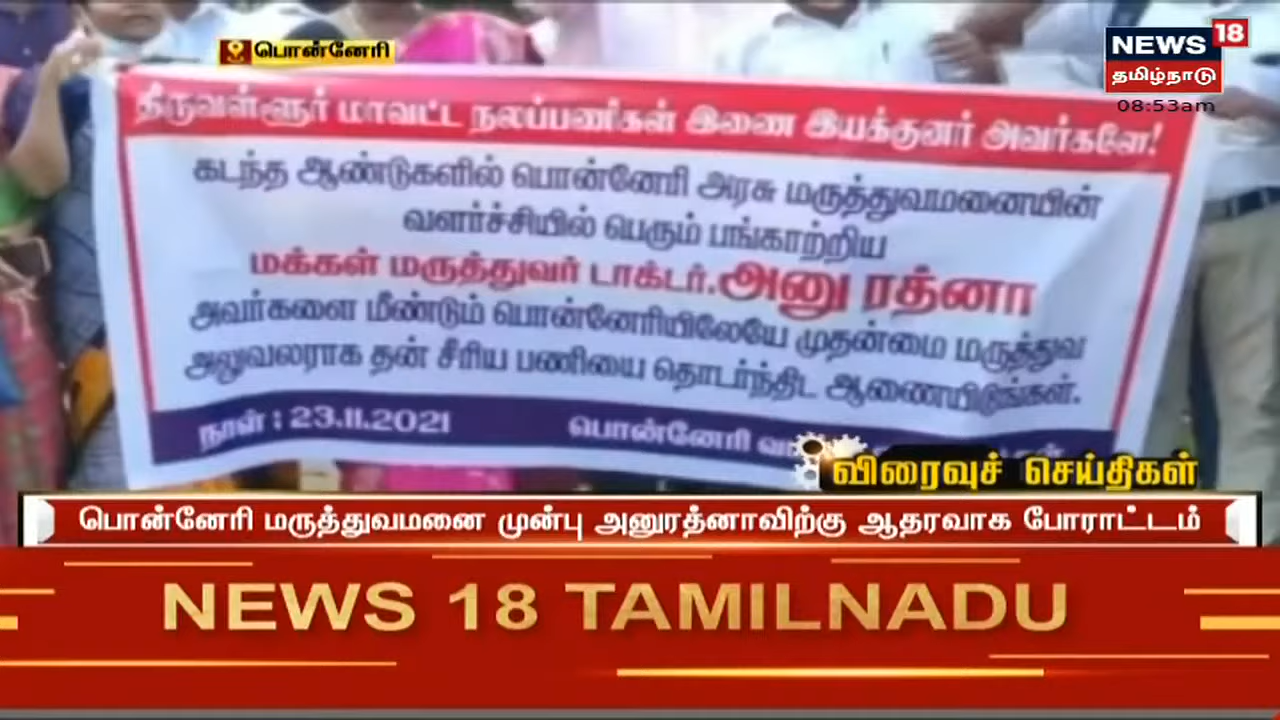 பொன்னேரி
NEWS 18
தமிழ்நாடு
08:53am
திருவள்ளூர் மாவட்ட நலப்பணிகள் இணை இயக்குனர் அவர்களே!
கடந்த ஆண்டுகளில் பொன்னேரி அரசு மருத்துவமனையின்
வளர்ச்சியில் பெரும் பங்காற்றிய
மக்கள் மருத்துவர் டாக்டர்.அனு ரத்னா
அவர்களை மீண்டும் பொன்னேரியிலேயே முதன்மை மருத்துவ
அலுவலராக தன் சீரிய பணியை தொடர்ந்திட ஆணையிடுங்கள்.
நாள் : 23.11.2021 பொன்னேரி
விரைவுச் செய்திகள்
பொன்னேரி மருத்துவமனை முன்பு அனுரத்னாவிற்கு ஆதரவாக போராட்டம்
NEWS 18 TAMILNADU